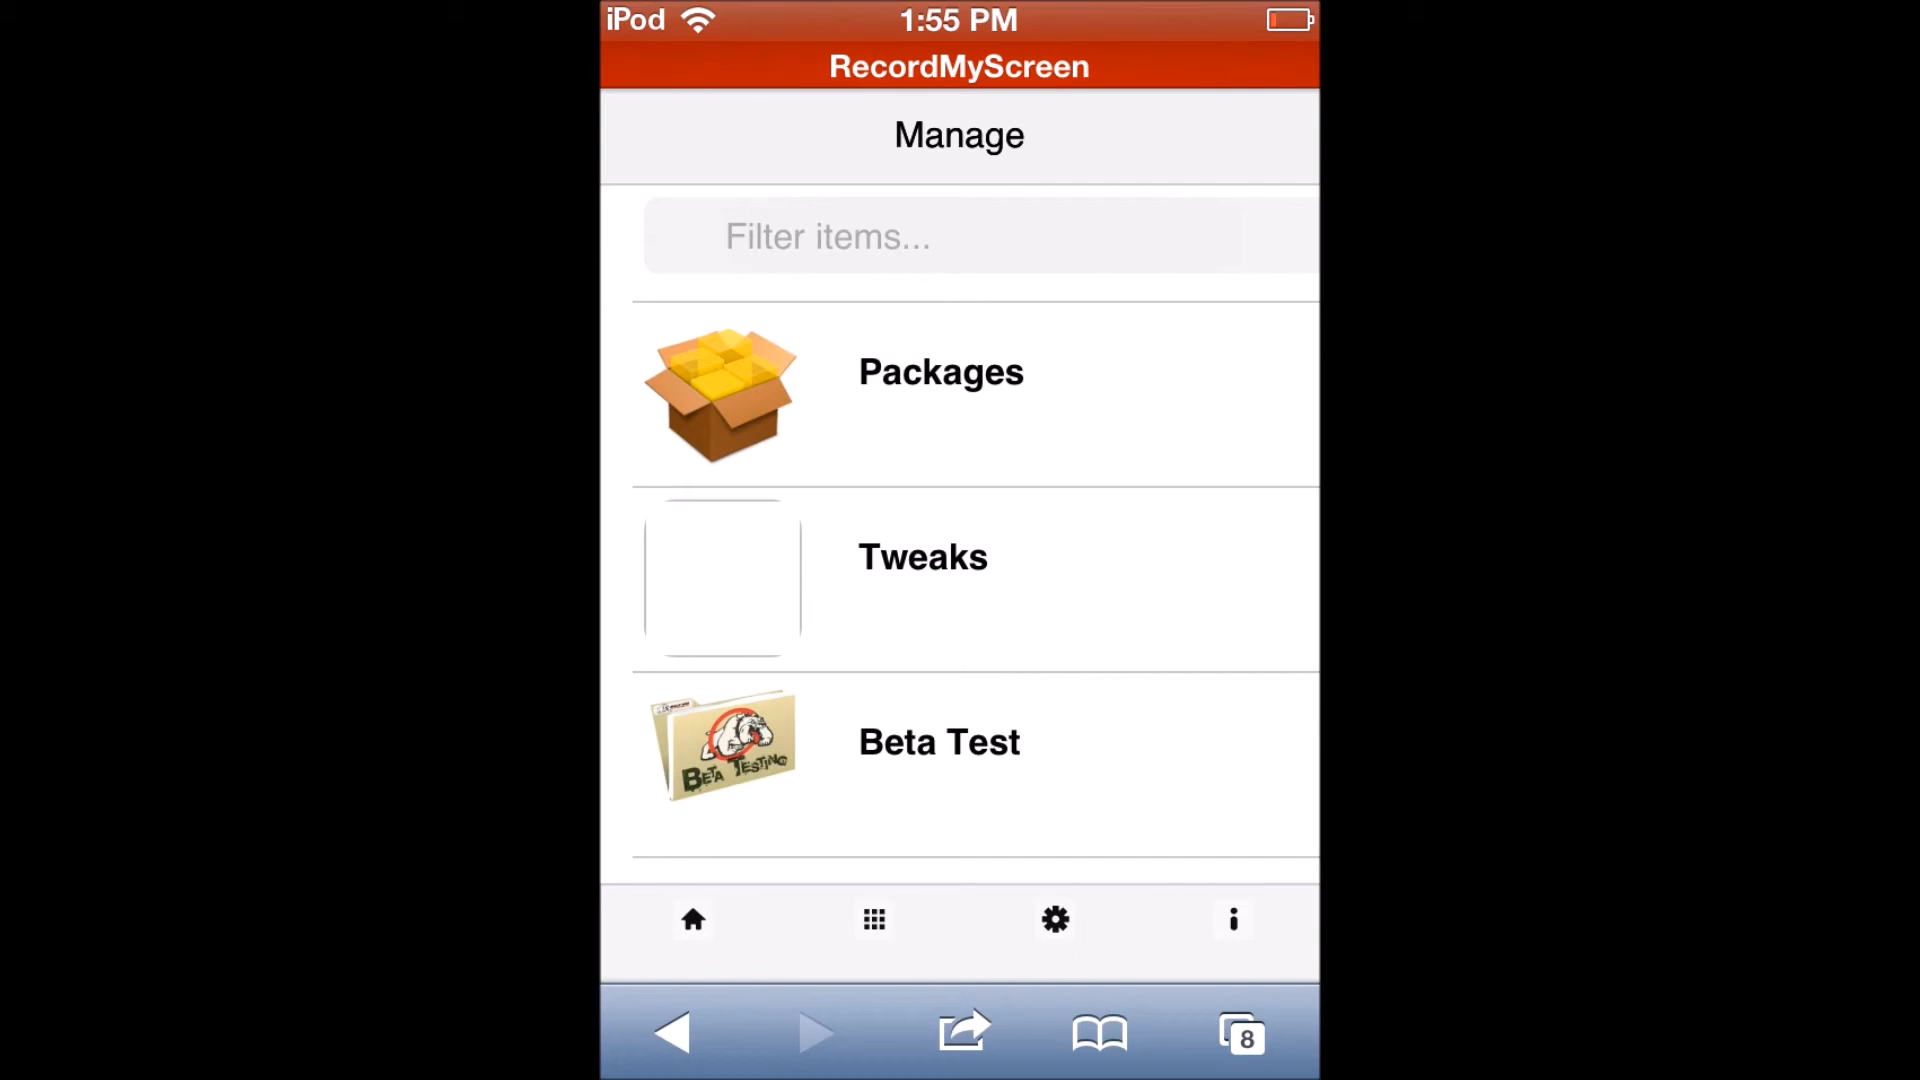 iPod
1:55 PM
RecordMyScreen
Manage
Filter items...
Packages
Tweaks
BETA TESTING
Beta Test
8